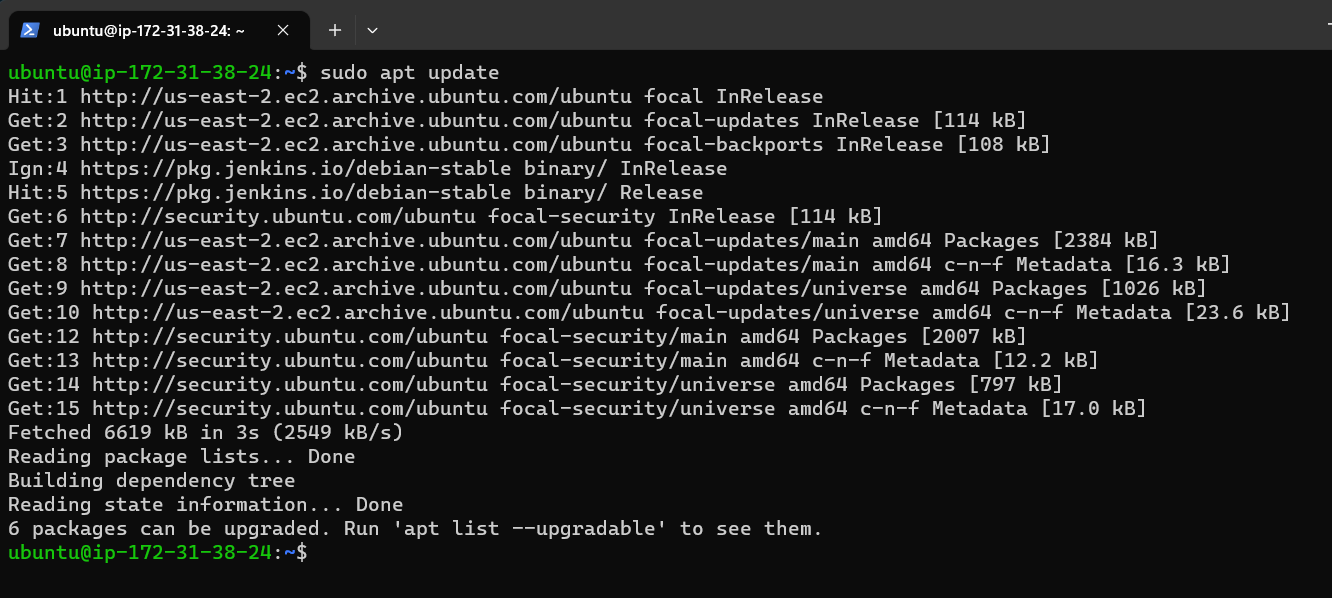 ubuntu@ip-172-31-38-24: ~
ubuntu@ip-172-31-38-24:~$ sudo apt update
Hit:1 http://us-east-2.ec2.archive.ubuntu.com/ubuntu focal InRelease
Get:2 http://us-east-2.ec2.archive.ubuntu.com/ubuntu focal-updates InRelease [114 kB]
Get:3 http://us-east-2.ec2.archive.ubuntu.com/ubuntu focal-backports InRelease [108 kB]
Ign:4 https://pkg.jenkins.io/debian-stable binary/ InRelease
Hit:5 https://pkg.jenkins.io/debian-stable binary/ Release
Get:6 http://security.ubuntu.com/ubuntu focal-security InRelease [114 kB]
Get:7 http://us-east-2.ec2.archive.ubuntu.com/ubuntu focal-updates/main amd64 Packages [2384 kB]
Get:8 http://us-east-2.ec2.archive.ubuntu.com/ubuntu focal-updates/main amd64 c-n-f Metadata [16.3 kB]
Get:9 http://us-east-2.ec2.archive.ubuntu.com/ubuntu focal-updates/universe amd64 Packages [1026 kB]
Get:10 http://us-east-2.ec2.archive.ubuntu.com/ubuntu focal-updates/universe amd64 c-n-f Metadata [23.6 kB]
Get:12 http://security.ubuntu.com/ubuntu focal-security/main amd64 Packages [2007 kB]
Get:13 http://security.ubuntu.com/ubuntu focal-security/main amd64 c-n-f Metadata [12.2 kB]
Get:14 http://security.ubuntu.com/ubuntu focal-security/universe amd64 Packages [797 kB]
Get:15 http://security.ubuntu.com/ubuntu focal-security/universe amd64 c-n-f Metadata [17.0 kB]
Fetched 6619 kB in 3s (2549 kB/s)
Reading package lists... Done
Building dependency tree
Reading state information... Done
6 packages can be upgraded. Run 'apt list --upgradable' to see them.
ubuntu@ip-172-31-38-24:~$